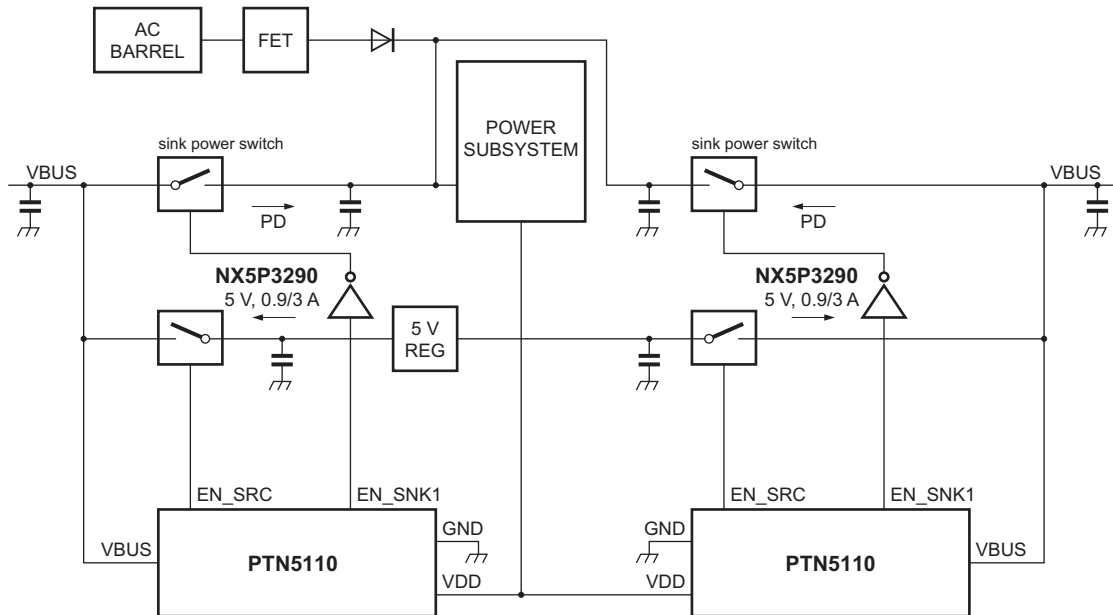 AC
BARREL
FET
POWER
SUBSYSTEM
sink power switch
sink power switch
VBUS
VBUS
PD
PD
NX5P3290
5 V, 0.9/3 A
NX5P3290
5 V, 0.9/3 A
5 V
REG
EN_SRC
EN_SNK1
EN_SRC
EN_SNK1
VBUS
PTN5110
GND
VDD
GND
VDD
PTN5110
VBUS